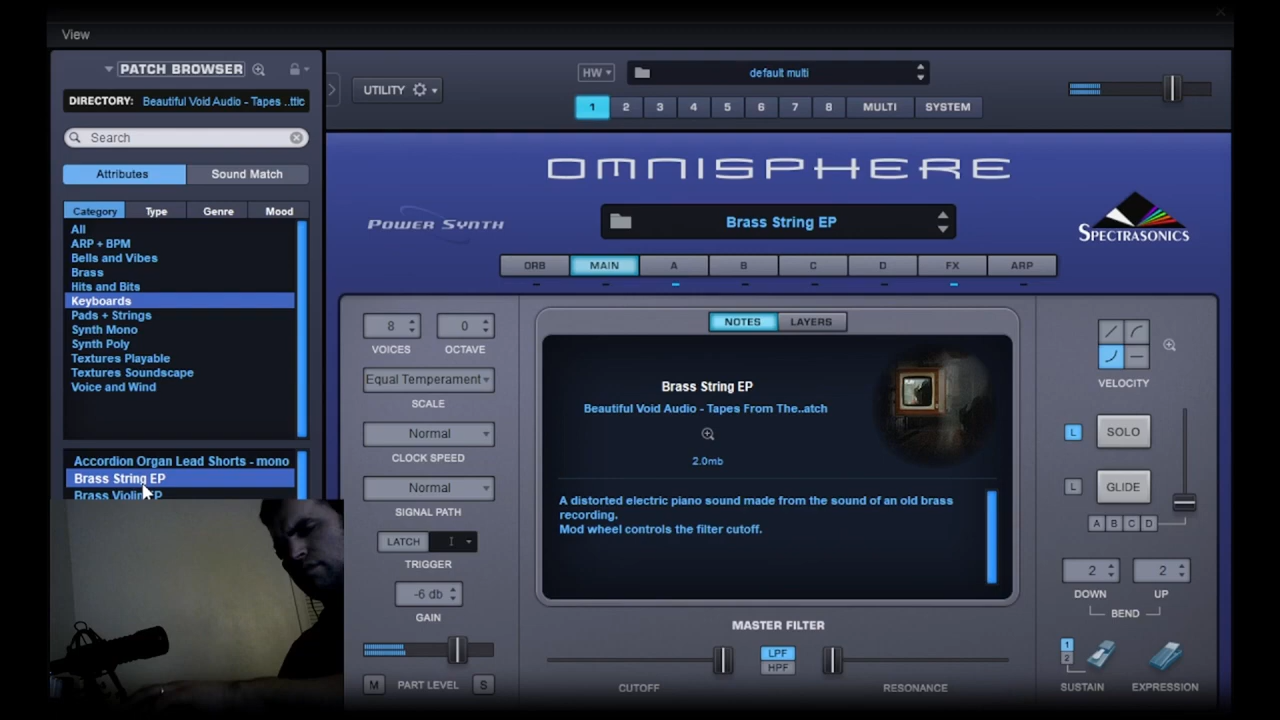 View
PATCH BROWSER
DIRECTORY: Beautiful Void Audio - Tapes ..ttic
Search
Attributes
Sound Match
Category
Type
Genre
Mood
All
ARP + BPM
Bells and Vibes
Brass
Hits and Bits
Keyboards
Pads + Strings
Synth Mono
Synth Poly
Textures Playable
Textures Soundscape
Voice and Wind
Accordion Organ Lead Shorts - mono
Brass String EP
Brass Violin EP
UTILITY
HW
default multi
1 2 3 4 5 6 7 8 MULTI SYSTEM
OMNISPHERE
POWER SYNTH
Brass String EP
SPECTRASONICS
ORB MAIN A B C D FX ARP
8
VOICES
0
OCTAVE
Equal Temperament
SCALE
Normal
CLOCK SPEED
Normal
SIGNAL PATH
LATCH
TRIGGER
-6 db
GAIN
M PART LEVEL S
NOTES
LAYERS
Brass String EP
Beautiful Void Audio - Tapes From The..atch
2.0mb
A distorted electric piano sound made from the sound of an old brass
recording.
Mod wheel controls the filter cutoff.
MASTER FILTER
LPF
HPF
CUTOFF
RESONANCE
VELOCITY
L SOLO
L GLIDE
A B C D
2
DOWN
2
UP
BEND
1
2
SUSTAIN
EXPRESSION